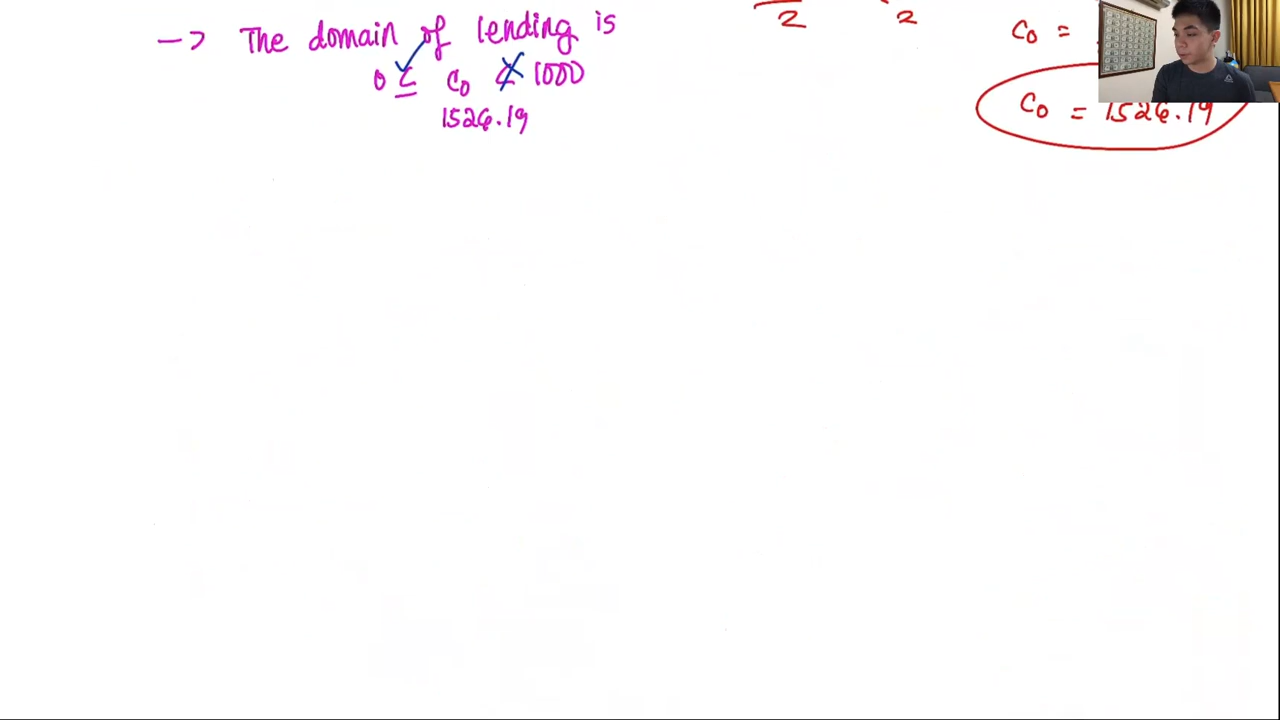 —> The domain of lending is
0 ≤ C₀ < 1000
1526.19
2 2
C₀ =
C₀ = 1526.19